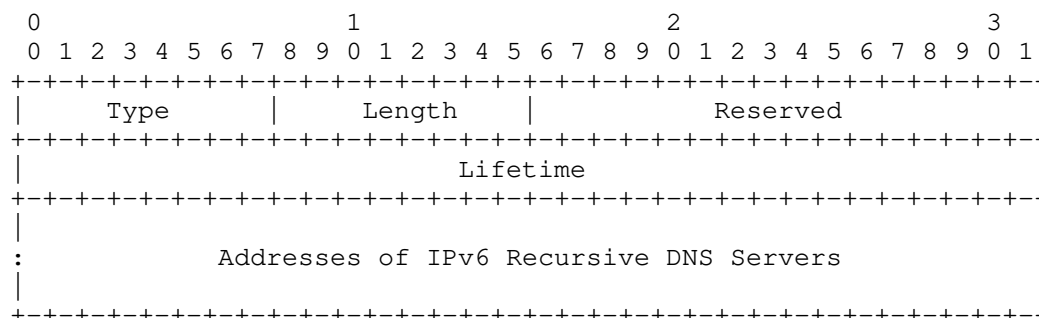 0                   1                   2                   3
 0 1 2 3 4 5 6 7 8 9 0 1 2 3 4 5 6 7 8 9 0 1 2 3 4 5 6 7 8 9 0 1
+-+-+-+-+-+-+-+-+-+-+-+-+-+-+-+-+-+-+-+-+-+-+-+-+-+-+-+-+-+-+-+-
|     Type      |     Length    |           Reserved
+-+-+-+-+-+-+-+-+-+-+-+-+-+-+-+-+-+-+-+-+-+-+-+-+-+-+-+-+-+-+-+-
|                           Lifetime
+-+-+-+-+-+-+-+-+-+-+-+-+-+-+-+-+-+-+-+-+-+-+-+-+-+-+-+-+-+-+-+-
|
:            Addresses of IPv6 Recursive DNS Servers
|
+-+-+-+-+-+-+-+-+-+-+-+-+-+-+-+-+-+-+-+-+-+-+-+-+-+-+-+-+-+-+-+-